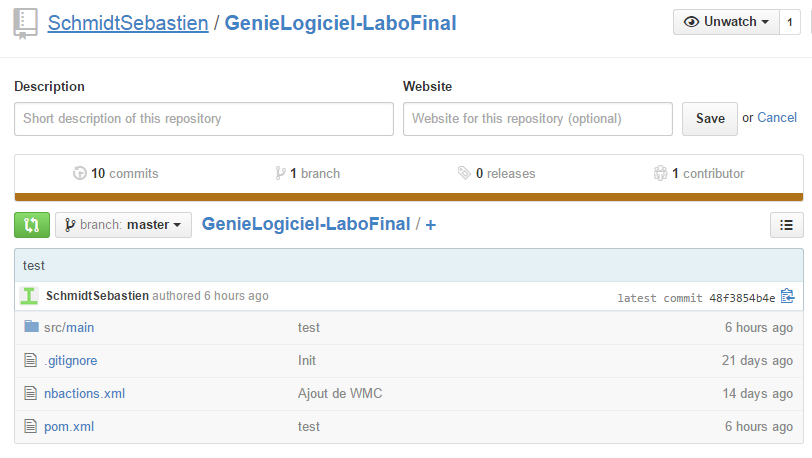 SchmidtSebastien / GenieLogiciel-LaboFinal Unwatch 1
Description Website
Short description of this repository Website for this repository (optional) Save or Cancel
10 commits 1 branch 0 releases 1 contributor
branch: master GenieLogiciel-LaboFinal / +
test
SchmidtSebastien authored 6 hours ago latest commit 48f3854b4e
src/main test 6 hours ago
.gitignore Init 21 days ago
nbactions.xml Ajout de WMC 14 days ago
pom.xml test 6 hours ago